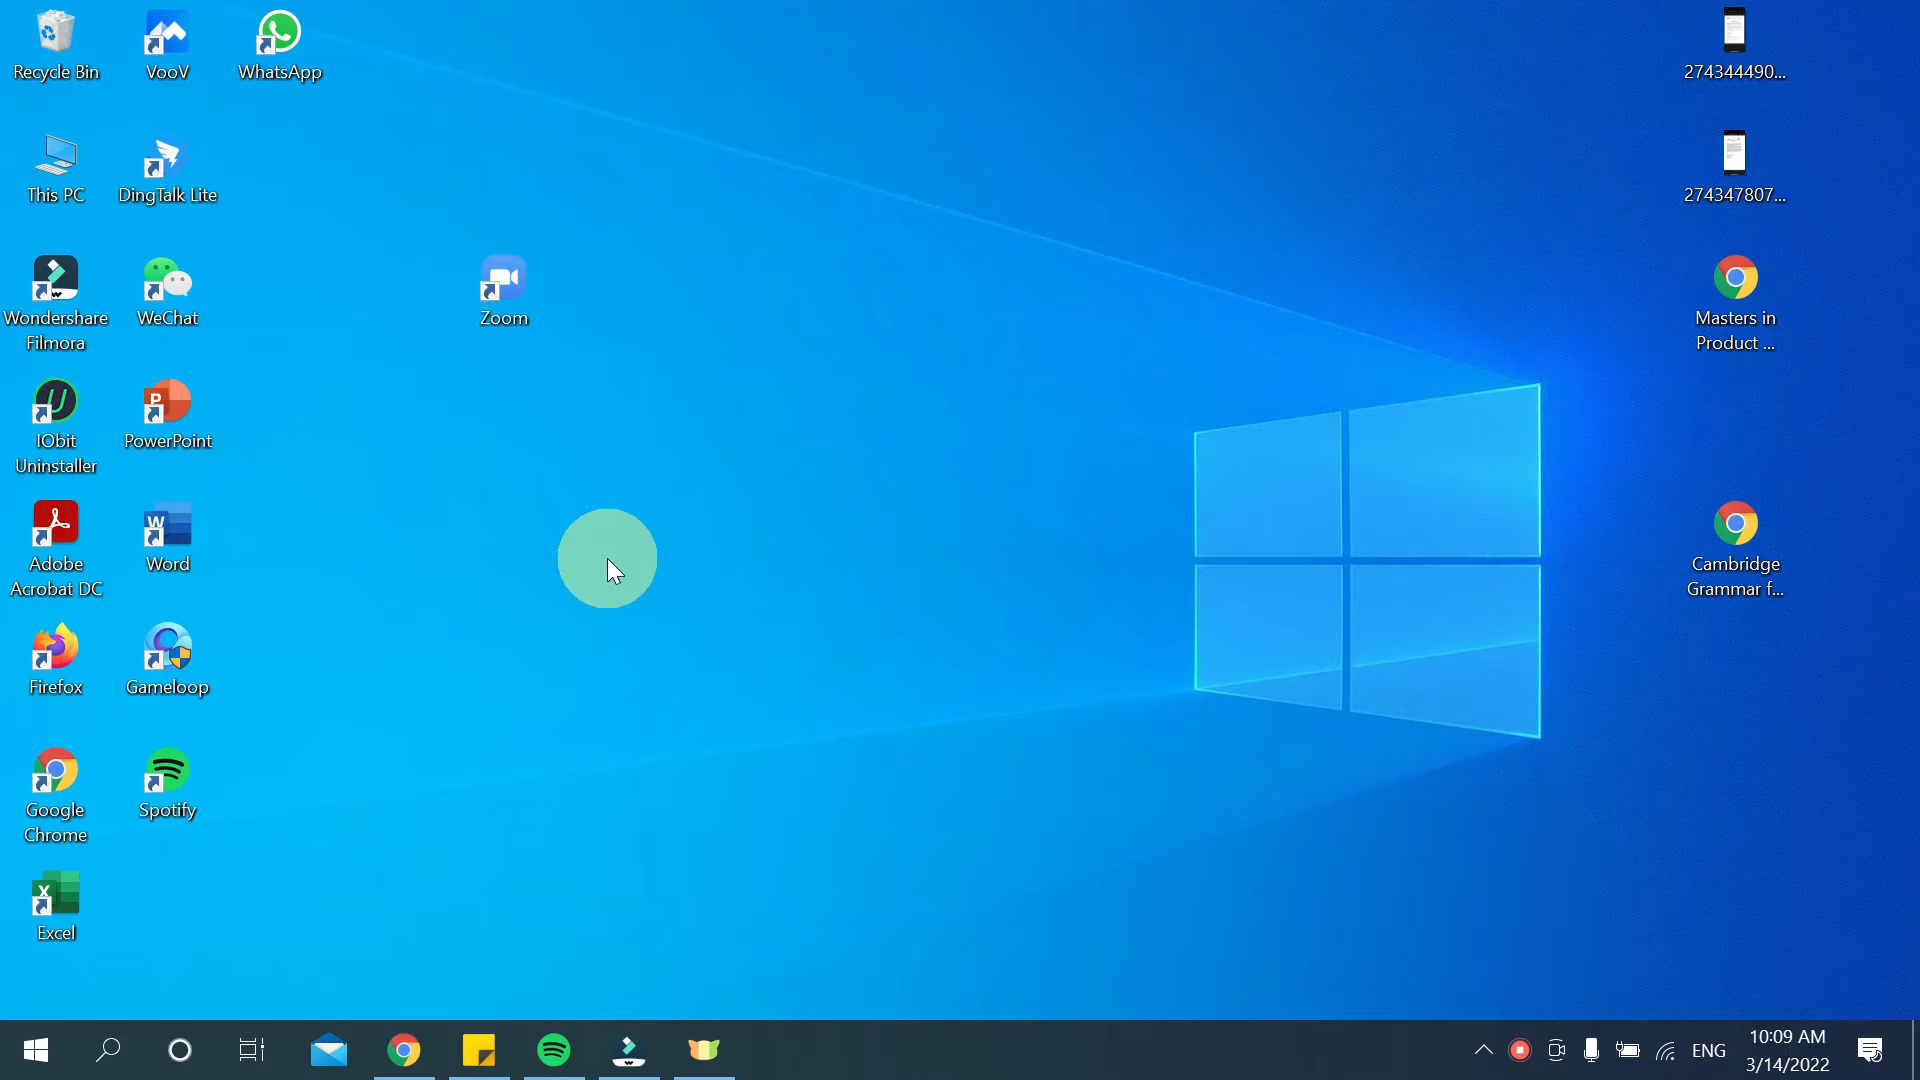 Recycle Bin
VooV
WhatsApp
274344490...
This PC
DingTalk Lite
274347807...
Wondershare
Filmora
WeChat
Zoom
Masters in
Product ...
IObit
Uninstaller
PowerPoint
Adobe
Acrobat DC
Word
Cambridge
Grammar f...
Firefox
Gameloop
Google
Chrome
Spotify
Excel
ENG
10:09 AM
3/14/2022